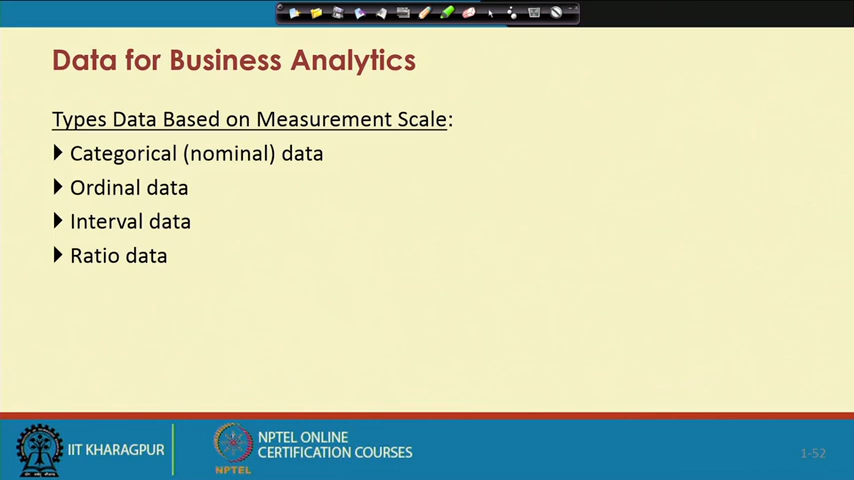 Data for Business Analytics
Types Data Based on Measurement Scale:
Categorical (nominal) data
Ordinal data
Interval data
Ratio data
IIT KHARAGPUR
NPTEL
NPTEL ONLINE
CERTIFICATION COURSES
1-52